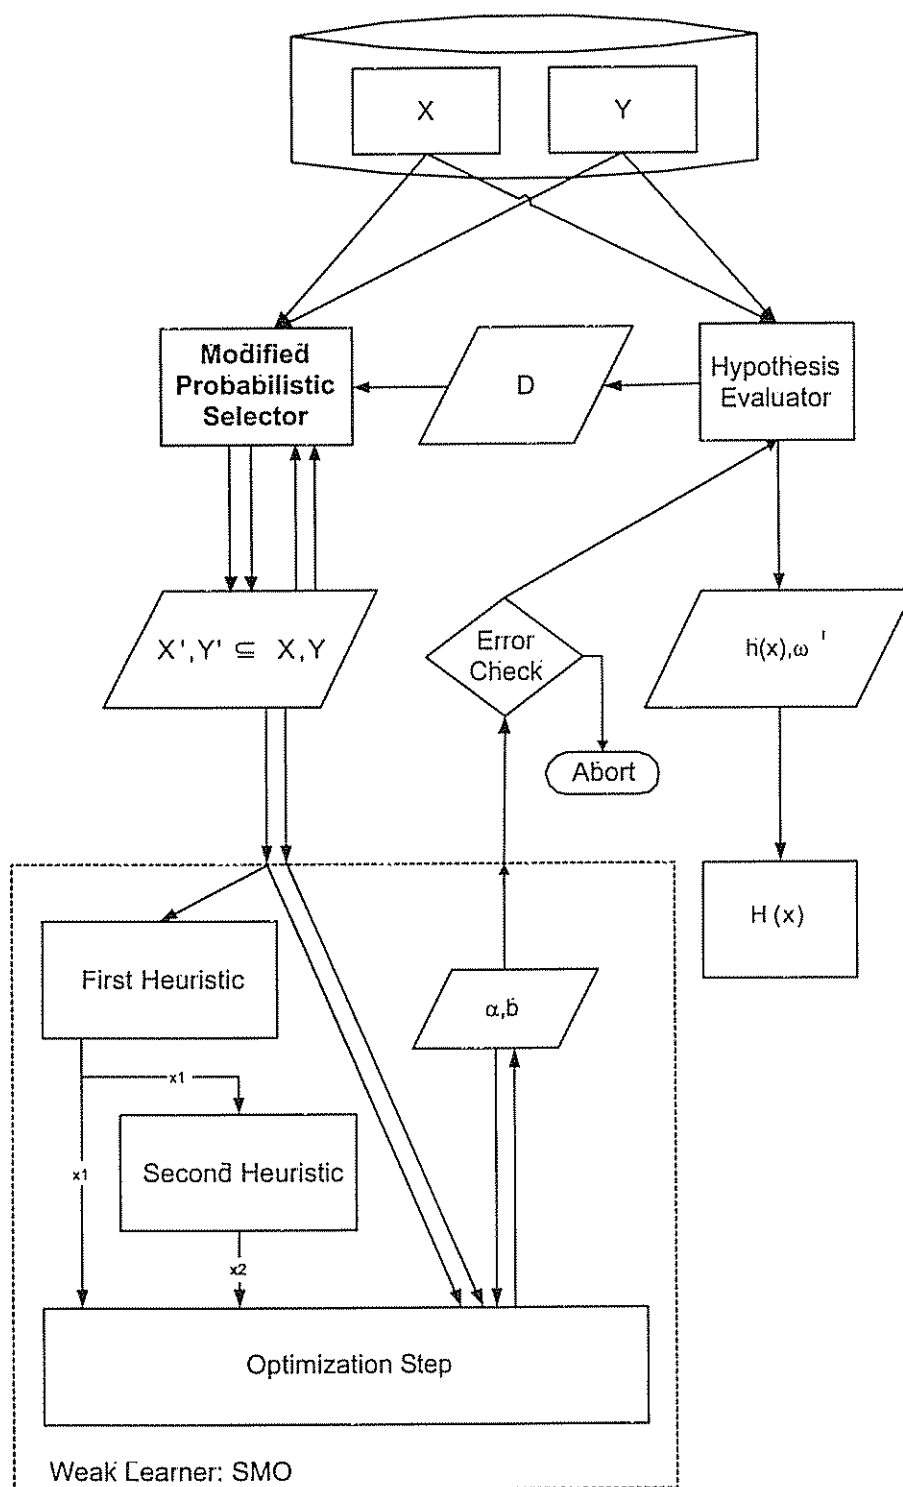 X
Y
Modified
Probabilistic
Selector
D
Hypothesis
Evaluator
X',Y' ⊆ X,Y
Error
Check
h(x),ω
Abort
H(x)
First Heuristic
α,b
x1
x1
Second Heuristic
x2
Optimization Step
Weak Learner: SMO